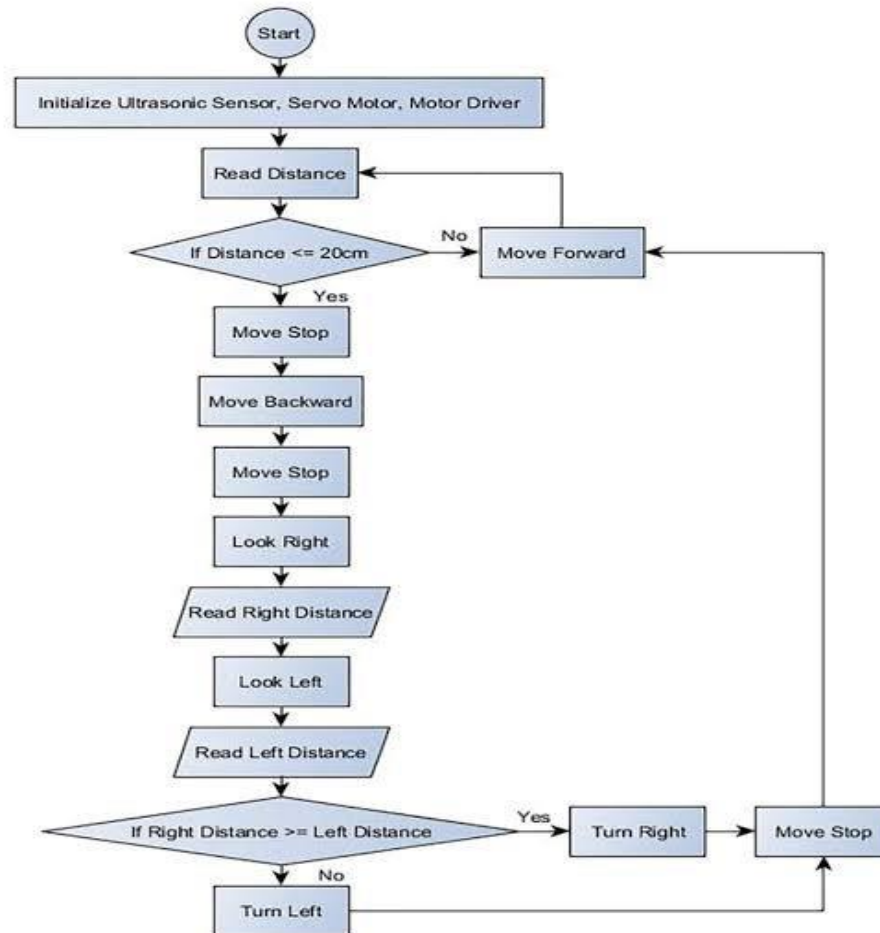 Start
Initialize Ultrasonic Sensor, Servo Motor, Motor Driver
Read Distance
If Distance <= 20cm
No
Move Forward
Yes
Move Stop
Move Backward
Move Stop
Look Right
Read Right Distance
Look Left
Read Left Distance
If Right Distance >= Left Distance
Yes
Turn Right
Move Stop
No
Turn Left